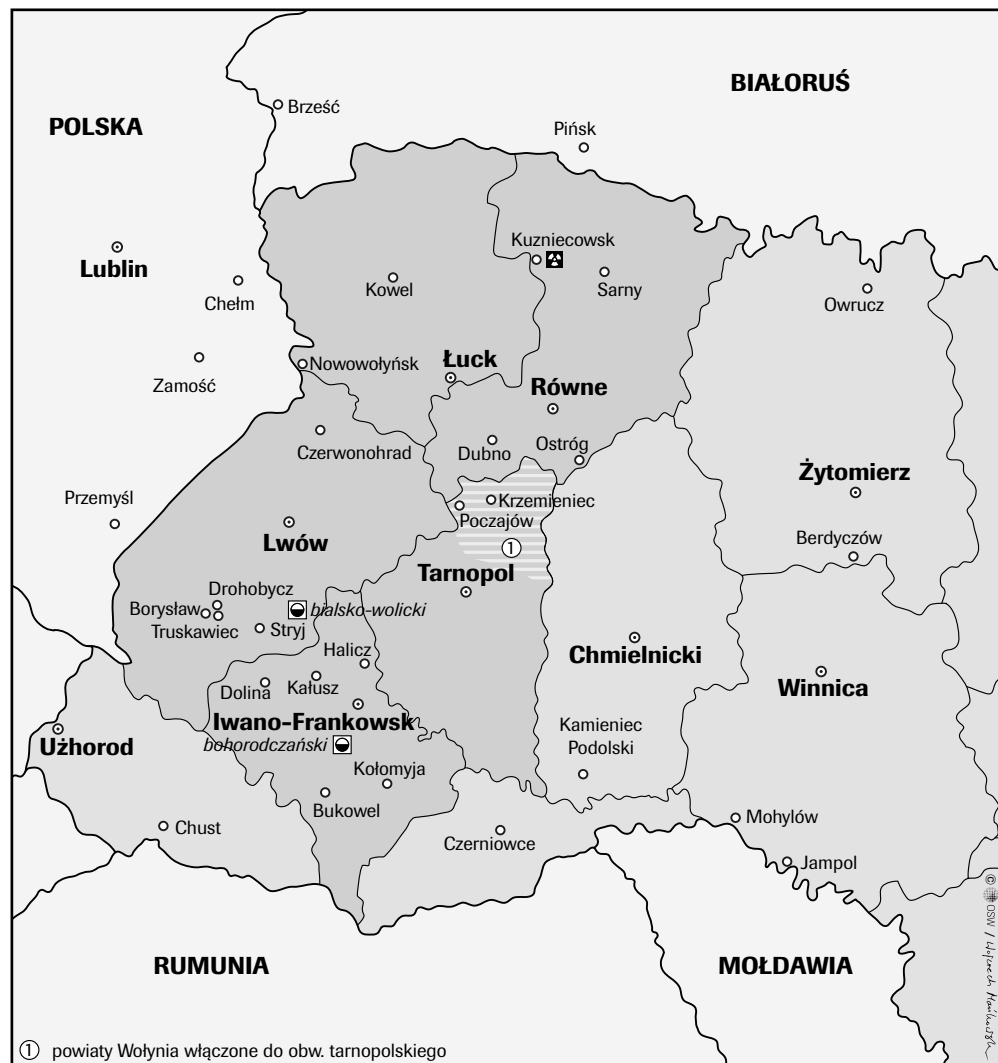 BIAŁORUŚ
Brześć
POLSKA
Pińsk
Kuzniecowsk
Lublin
Sarny
Kowel
Chełm
Owrucz
Nowowołyńsk
Łuck
Zamość
Równe
Czerwonohrad
Dubno
Ostróg
Żytomierz
Przemyśl
Krzemieniec
Poczajów
Lwów
1
Berdyczów
Tarnopol
Drohobycz
Borysław
bialsko-wolicki
Truskawiec
Stryj
Halicz
Chmielnicki
Dolina
Kałusz
Winnica
Iwano-Frankowsk
Użhorod
bohorodczański
Kamieniec
Podolski
Kołomyja
Bukowel
Mohylów
Chust
Czerniowce
Jampol
© OSW / Wojciech Mańkowski
RUMUNIA
MOŁDAWIA
1 powiaty Wołynia włączone do obw. tarnopolskiego